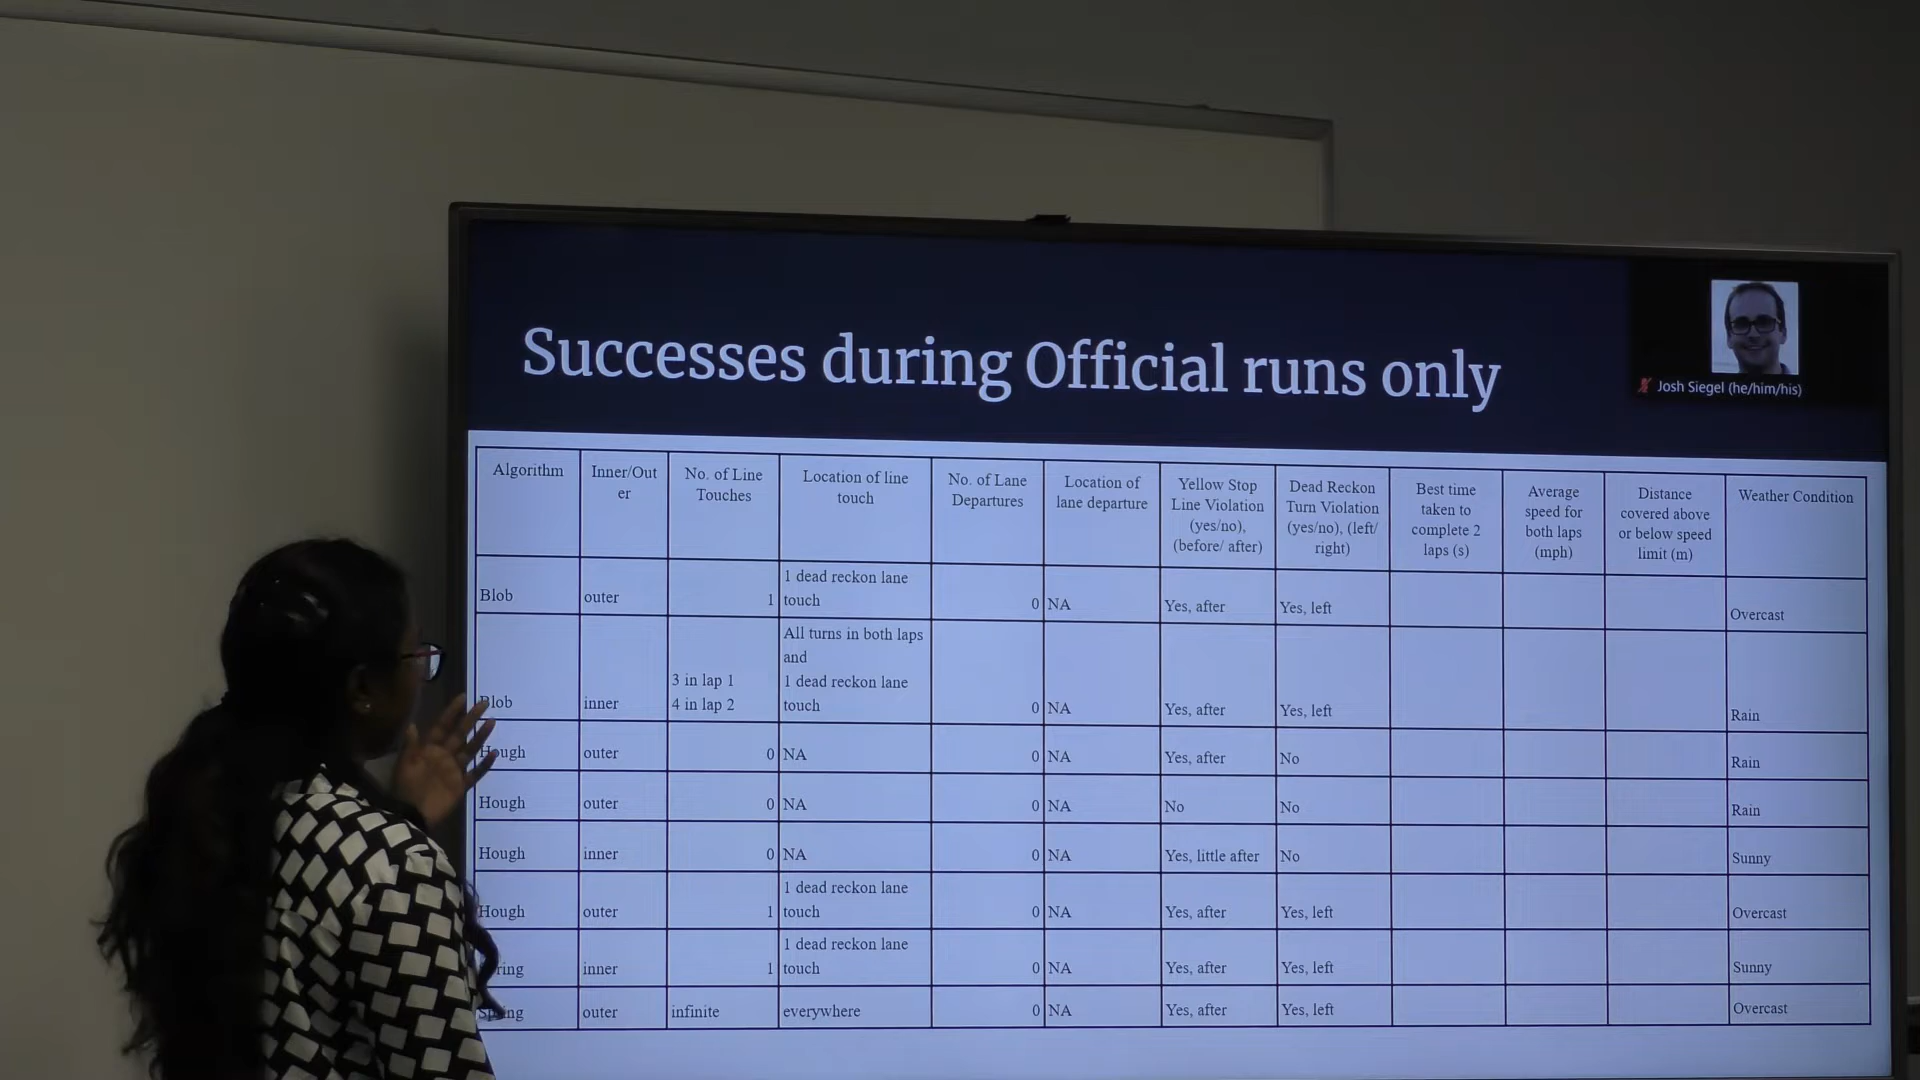 Successes during Official runs only
Josh Siegel (he/him/his)
Algorithm
Inner/Out
er
No. of Line
Touches
Location of line
touch
No. of Lane
Departures
Location of
lane departure
Yellow Stop
Line Violation
(yes/no),
(before/ after)
Dead Reckon
Turn Violation
(yes/no), (left/
right)
Best time
taken to
complete 2
laps (s)
Average
speed for
both laps
(mph)
Distance
covered above
or below speed
limit (m)
Weather Condition
Blob
outer
1
1 dead reckon lane
touch
0
NA
Yes, after
Yes, left
Overcast
Blob
inner
3 in lap 1
4 in lap 2
All turns in both laps
and
1 dead reckon lane
touch
0
NA
Yes, after
Yes, left
Rain
Hough
outer
0
NA
0
NA
Yes, after
No
Rain
Hough
outer
0
NA
0
NA
No
No
Rain
Hough
inner
0
NA
0
NA
Yes, little after
No
Sunny
Hough
outer
1
1 dead reckon lane
touch
0
NA
Yes, after
Yes, left
Overcast
inner
1
1 dead reckon lane
touch
0
NA
Yes, after
Yes, left
Sunny
Spring
outer
infinite
everywhere
0
NA
Yes, after
Yes, left
Overcast